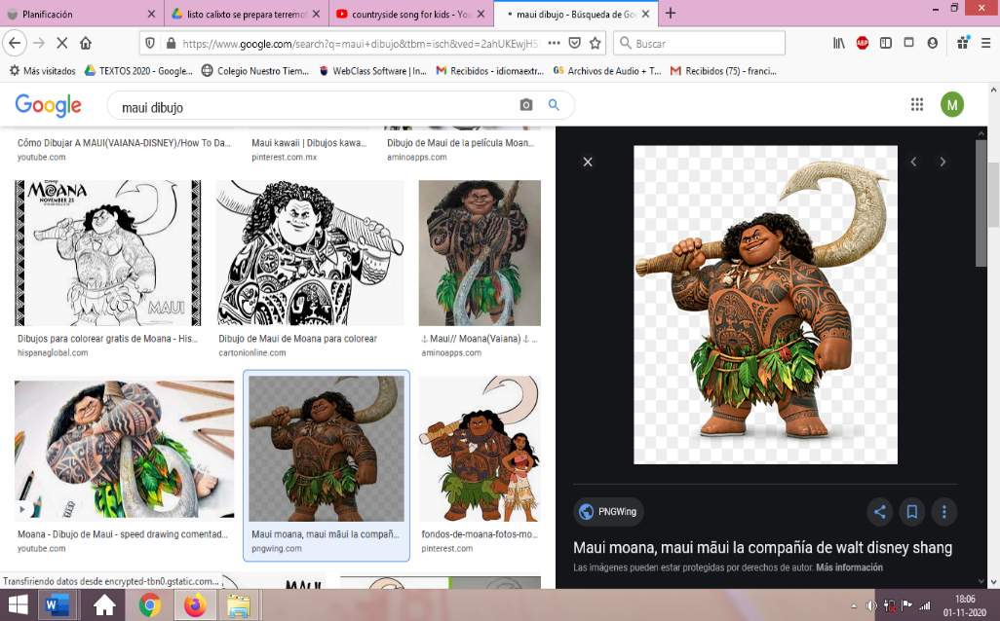 Planificación
listo calixto se prepara terremot
countryside song for kids - You
maui dibujo - Búsqueda de Goo
https://www.google.com/search?q=maui+dibujo&tbm=isch&ved=2ahUKEwjH5
Buscar
Más visitados
TEXTOS 2020 - Google...
Colegio Nuestro Tiem...
WebClass Software | In...
Recibidos - idiomaextr...
GS Archivos de Audio + T...
Recibidos (75) - franci...
Google
maui dibujo
M
Cómo Dibujar A MAUI(VAIANA-DISNEY)/How To Da...
youtube.com
Maui kawaii | Dibujos kawa...
pinterest.com.mx
Dibujo de Maui de la película Moan...
aminoapps.com
MOANA
NOVEMBER 23
MAUI
Dibujos para colorear gratis de Moana - His...
hispanaglobal.com
Dibujo de Maui de Moana para colorear
cartonionline.com
⚓ Maui// Moana(Vaiana) ⚓ ...
aminoapps.com
Moana - Dibujo de Maui - speed drawing comentad...
youtube.com
Maui moana, maui māui la compañ...
pngwing.com
fondos-de-moana-fotos-mo...
pinterest.com
PNGWing
Maui moana, maui māui la compañía de walt disney shang
Las imágenes pueden estar protegidas por derechos de autor. Más información
Transfiriendo datos desde encrypted-tbn0.gstatic.com...
18:06
01-11-2020